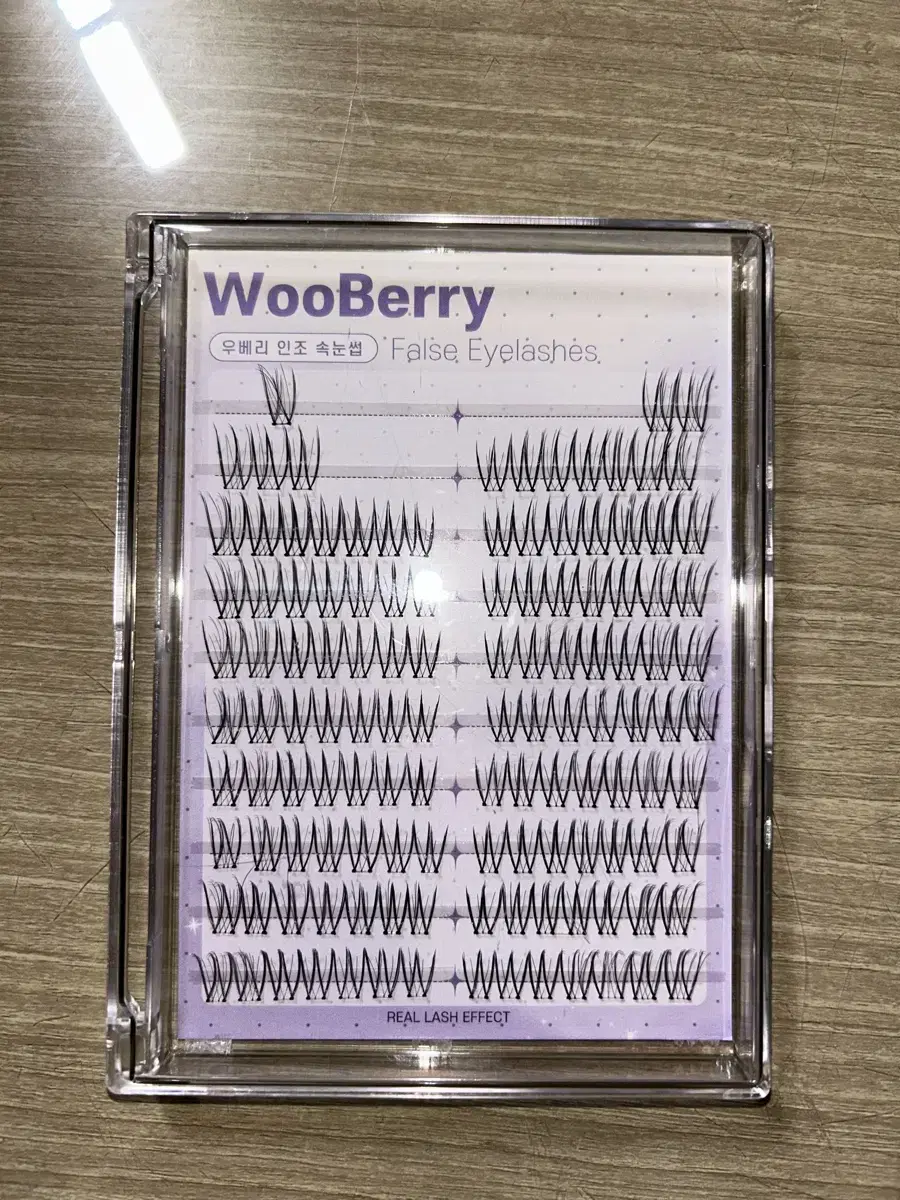 WooBerry
우베리 인조 속눈썹 False Eyelashes
REAL LASH EFFECT